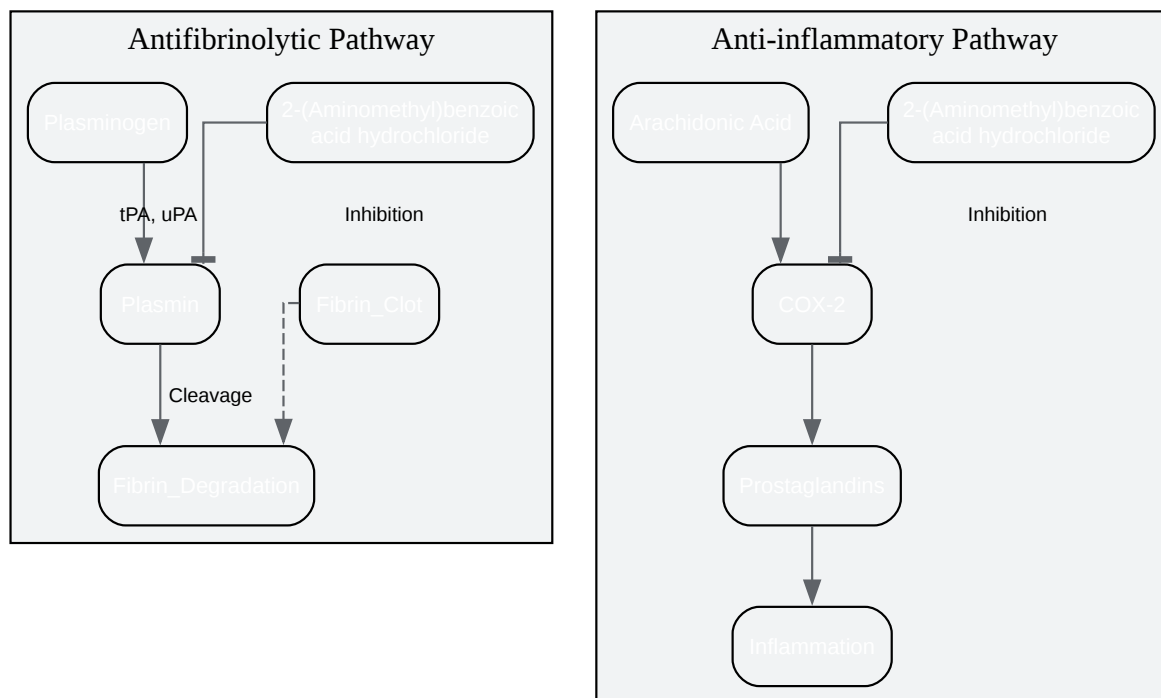 Antifibrinolytic Pathway
Plasminogen
2-(Aminomethyl)benzoic
acid hydrochloride
tPA, uPA
Inhibition
Plasmin
Fibrin_Clot
Cleavage
Fibrin_Degradation
Anti-inflammatory Pathway
Arachidonic Acid
2-(Aminomethyl)benzoic
acid hydrochloride
Inhibition
COX-2
Prostaglandins
Inflammation